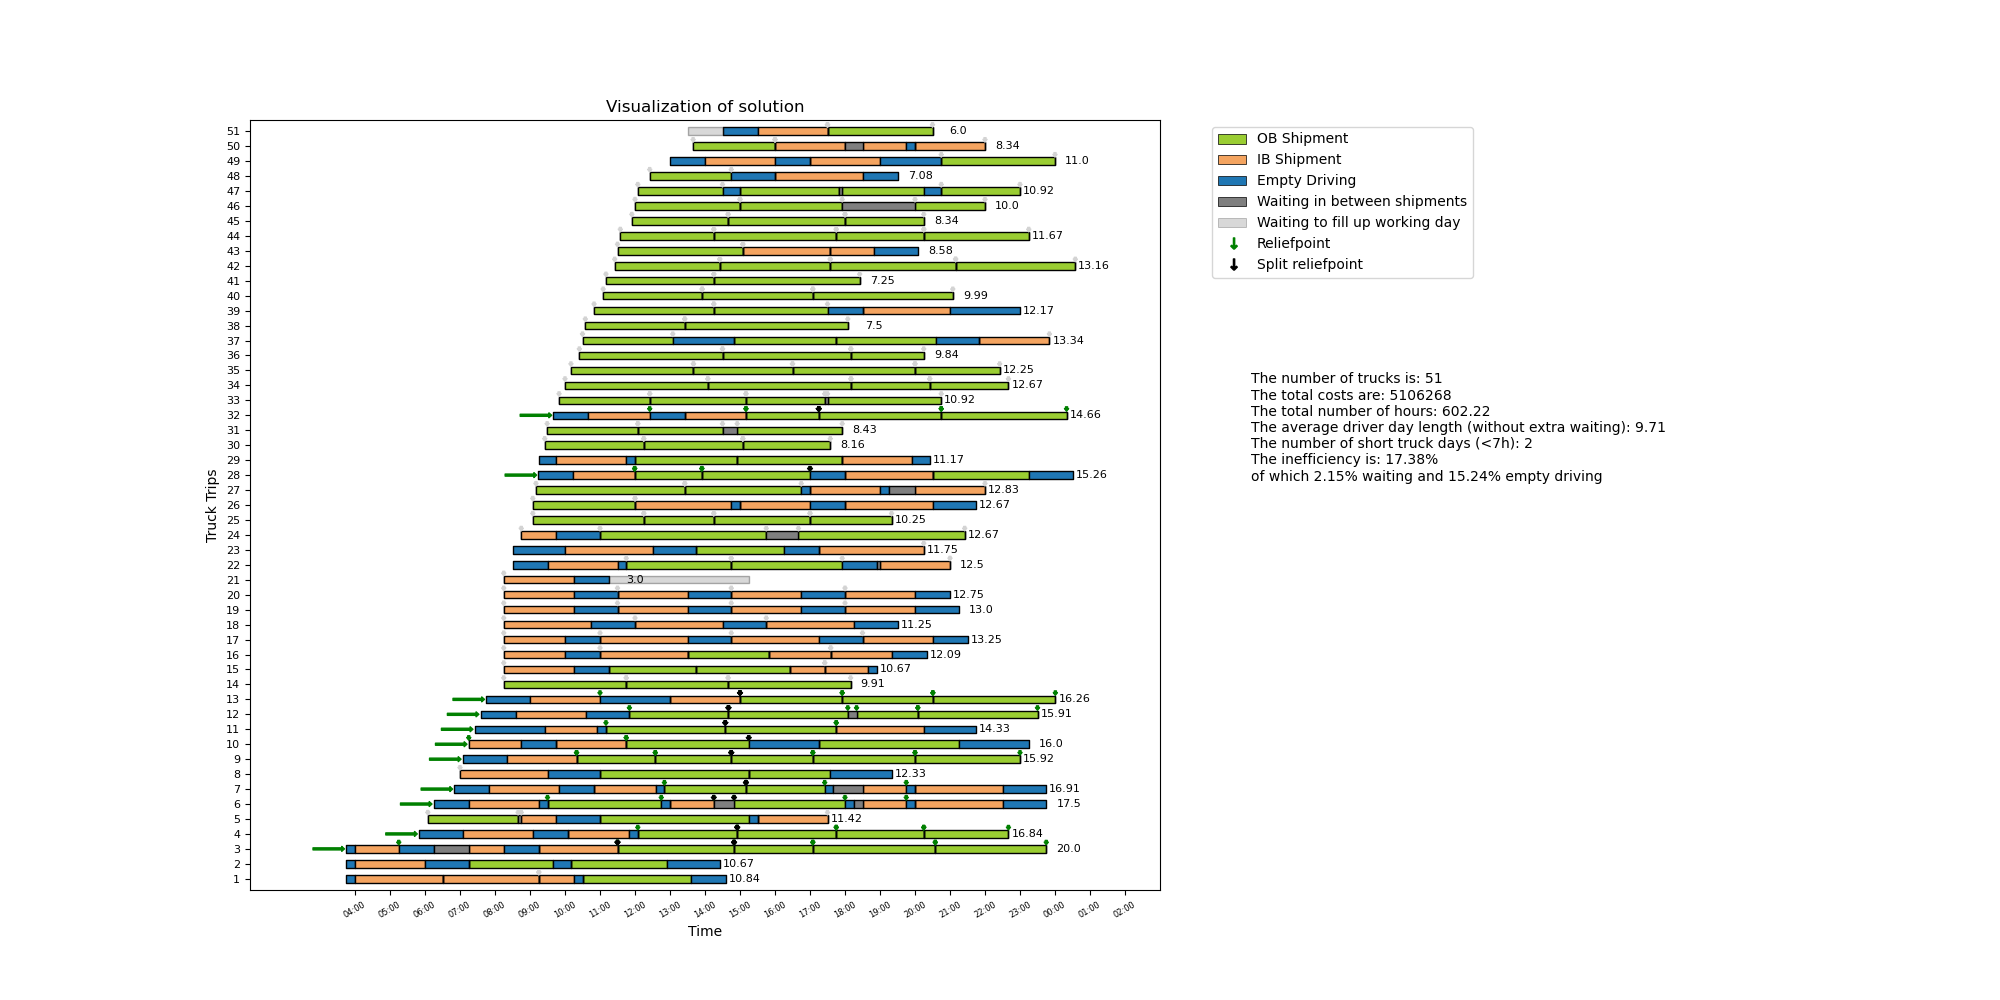 Visualization of solution
51 6.0
50 8.34
49 11.0
48 7.08
47 10.92
46 10.0
45 8.34
44 11.67
43 8.58
42 13.16
41 7.25
40 9.99
39 12.17
38 7.5
37 13.34
36 9.84
35 12.25
34 12.67
33 10.92
32 14.66
31 8.43
30 8.16
29 11.17
28 15.26
27 12.83
26 12.67
25 10.25
24 12.67
23 11.75
22 12.5
21 3.0
20 12.75
19 13.0
18 11.25
17 13.25
16 12.09
15 10.67
14 9.91
13 16.26
12 15.91
11 14.33
10 16.0
9 15.92
8 12.33
7 16.91
6 17.5
5 11.42
4 16.84
3 20.0
2 10.67
1 10.84
Truck Trips
04:00 05:00 06:00 07:00 08:00 09:00 10:00 11:00 12:00 13:00 14:00 15:00 16:00 17:00 18:00 19:00 20:00 21:00 22:00 23:00 00:00 01:00 02:00
Time
OB Shipment
IB Shipment
Empty Driving
Waiting in between shipments
Waiting to fill up working day
Reliefpoint
Split reliefpoint
The number of trucks is: 51
The total costs are: 5106268
The total number of hours: 602.22
The average driver day length (without extra waiting): 9.71
The number of short truck days (<7h): 2
The inefficiency is: 17.38%
of which 2.15% waiting and 15.24% empty driving